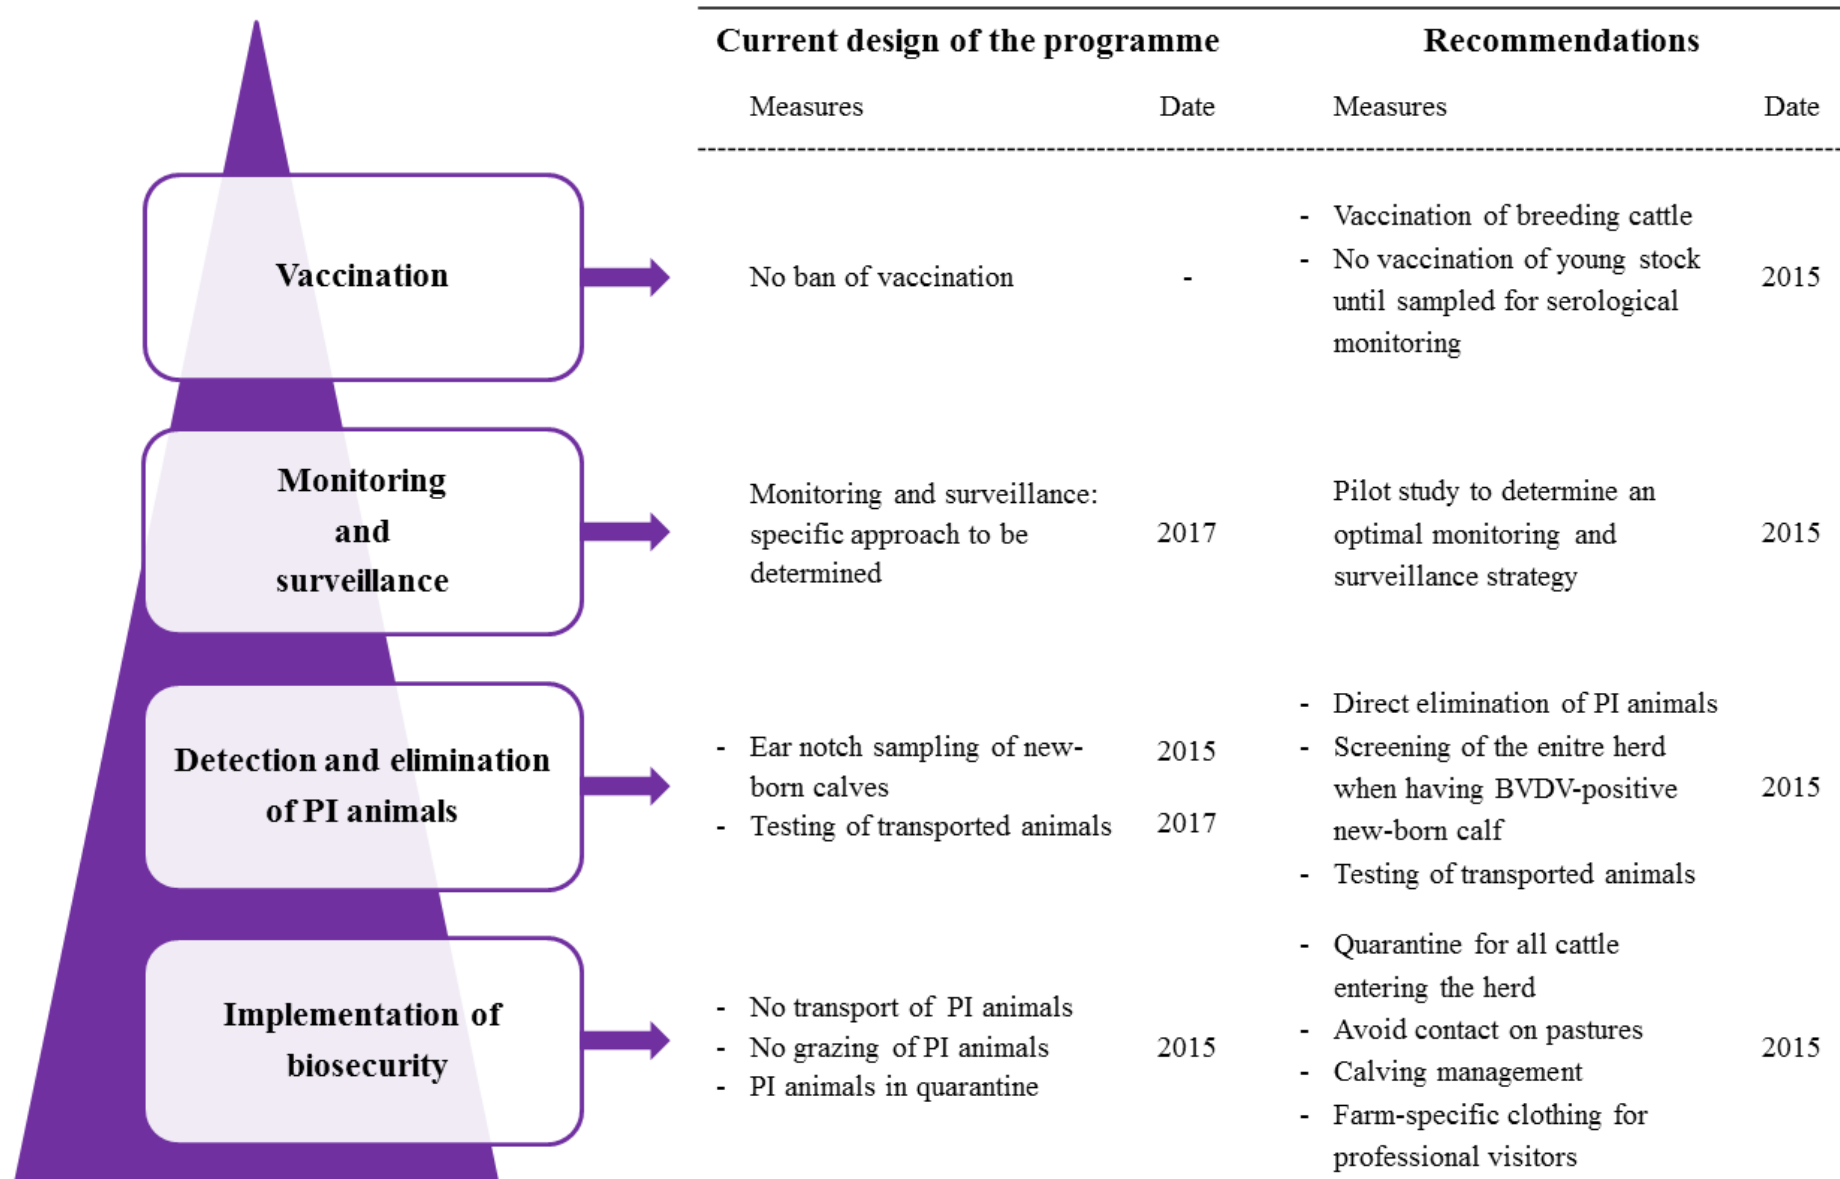 Current design of the programme
Recommendations
Measures
Date
Measures
Date
Vaccination
No ban of vaccination
-
- Vaccination of breeding cattle
- No vaccination of young stock
until sampled for serological
monitoring
2015
Monitoring
and
surveillance
Monitoring and surveillance:
specific approach to be
determined
2017
Pilot study to determine an
optimal monitoring and
surveillance strategy
2015
Detection and elimination
of PI animals
- Ear notch sampling of new-
born calves
2015
- Testing of transported animals
2017
- Direct elimination of PI animals
- Screening of the enitre herd
when having BVDV-positive
new-born calf
- Testing of transported animals
2015
Implementation of
biosecurity
- No transport of PI animals
- No grazing of PI animals
- PI animals in quarantine
2015
- Quarantine for all cattle
entering the herd
- Avoid contact on pastures
- Calving management
- Farm-specific clothing for
professional visitors
2015